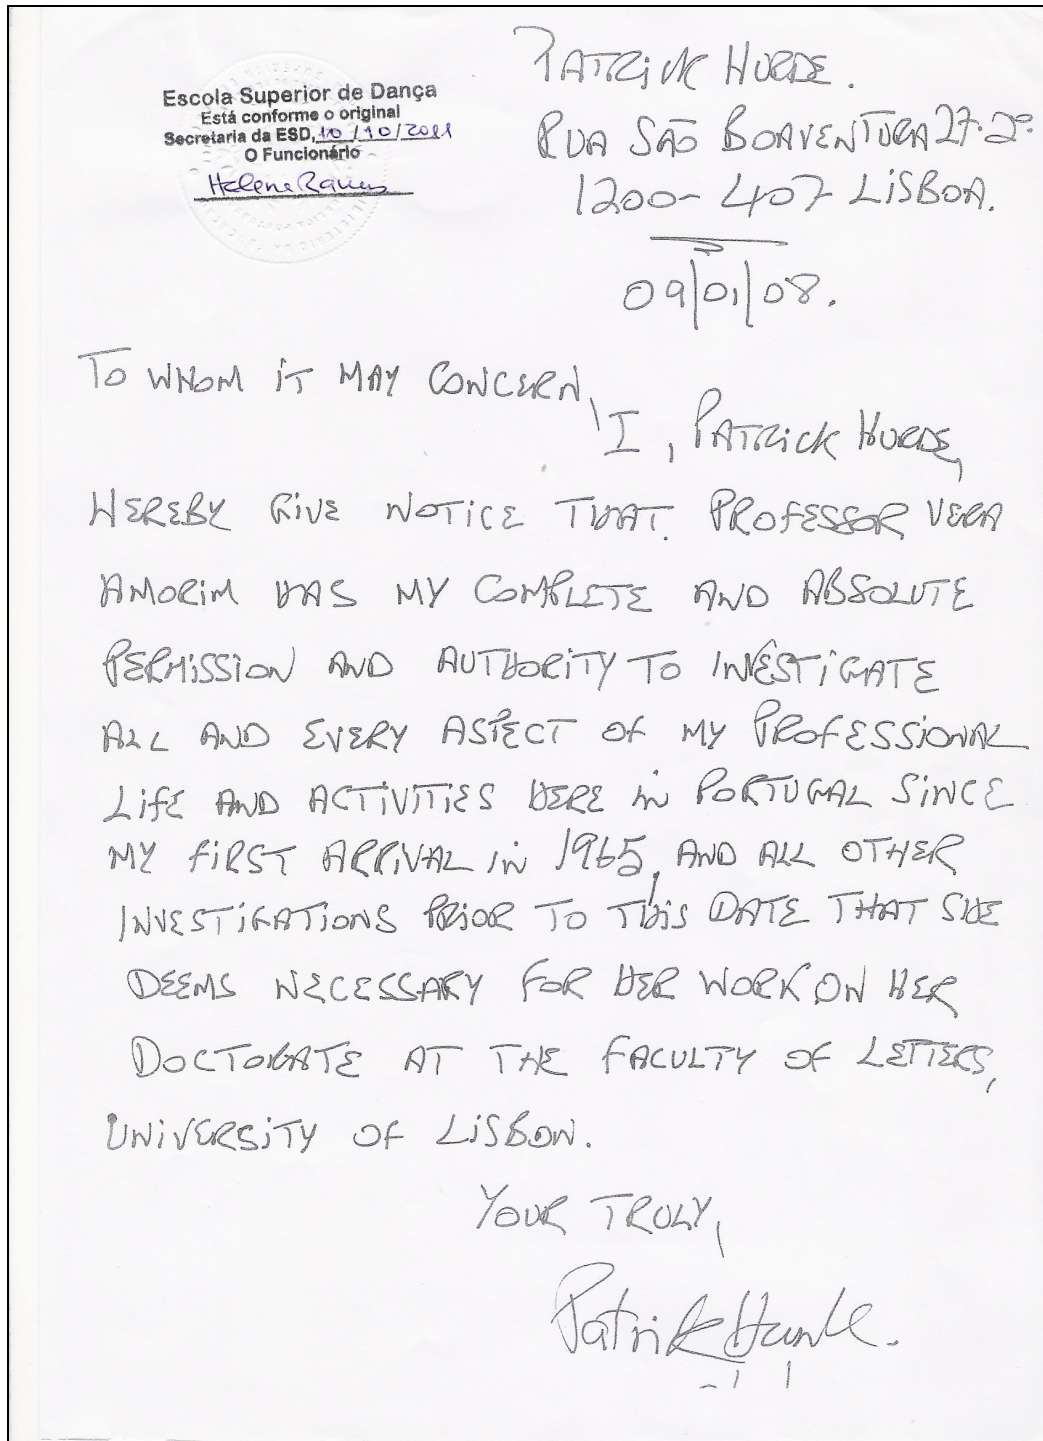 Escola Superior de Dança
Está conforme o original
Secretaria da ESD, 10/10/2011
O Funcionário
PATRICK HURDE.
RUA SÃO BOAVENTURA 27-2º.
1200-407 LISBOA.
09/01/08.
TO WHOM IT MAY CONCERN,
I, PATRICK HURDE,
HEREBY GIVE NOTICE THAT. PROFESSOR VERA
AMORIM HAS MY COMPLETE AND ABSOLUTE
PERMISSION AND AUTHORITY TO INVESTIGATE
ALL AND EVERY ASPECT OF MY PROFESSIONAL
LIFE AND ACTIVITIES HERE IN PORTUGAL SINCE
MY FIRST ARRIVAL IN 1965, AND ALL OTHER
INVESTIGATIONS PRIOR TO THIS DATE THAT SHE
DEEMS NECESSARY FOR HER WORK ON HER
DOCTORATE AT THE FACULTY OF LETTERS,
UNIVERSITY OF LISBON.
YOUR TRULY,
Patrick Hurde.